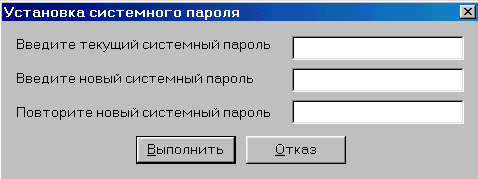 Установка системного пароля
Введите текущий системный пароль
Введите новый системный пароль
Повторите новый системный пароль
Выполнить
Отказ